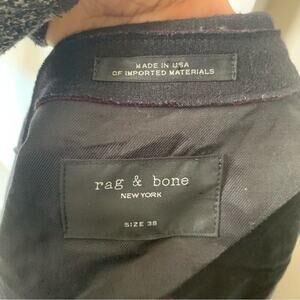 MADE IN USA
OF IMPORTED MATERIALS
rag & bone
NEW YORK
SIZE 38